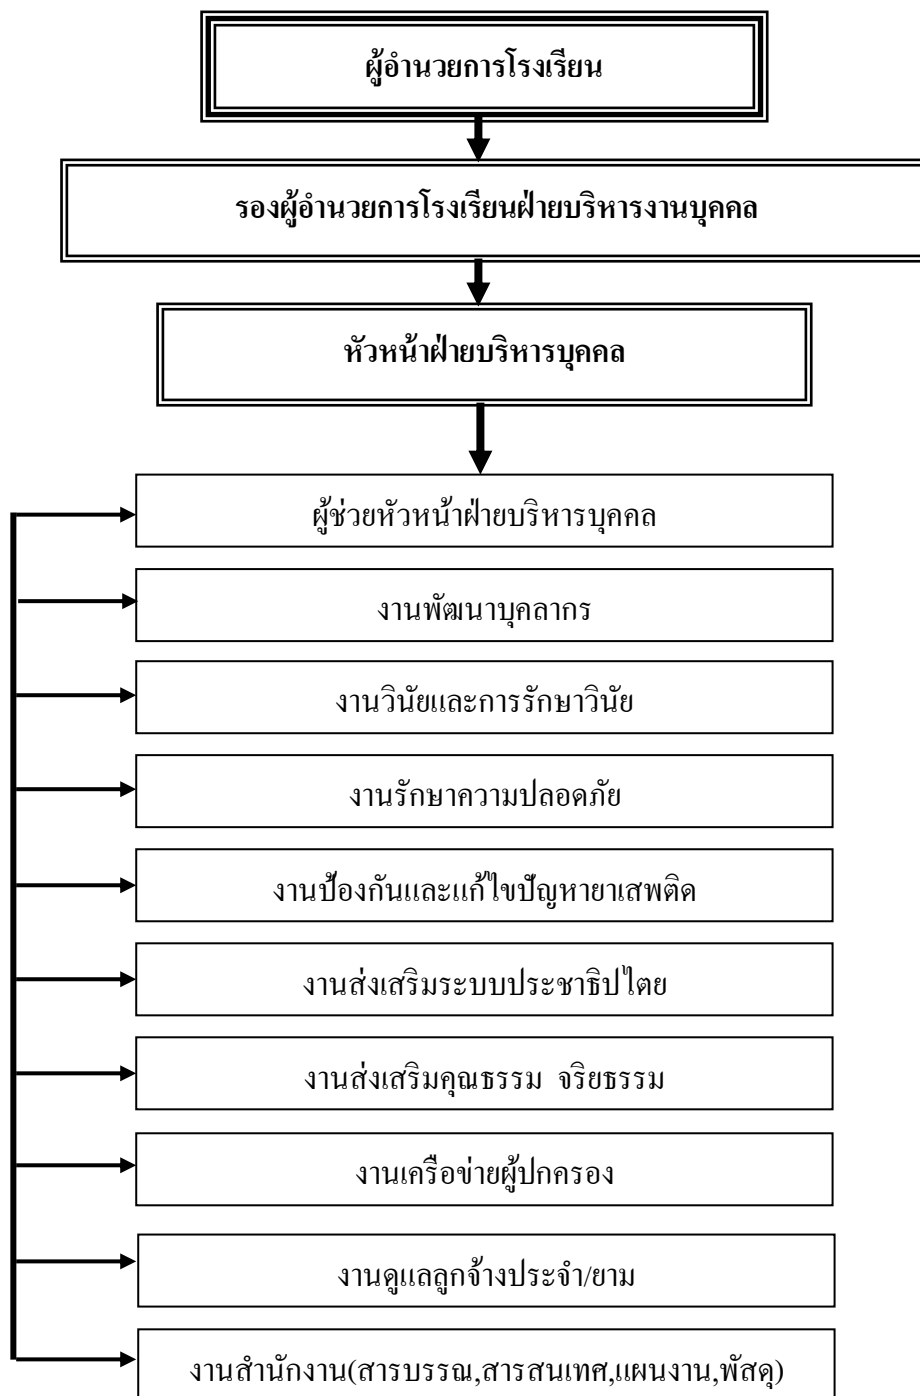 ผู้อำนวยการโรงเรียน
รองผู้อำนวยการโรงเรียนฝ่ายบริหารงานบุคคล
หัวหน้าฝ่ายบริหารบุคคล
ผู้ช่วยหัวหน้าฝ่ายบริหารบุคคล
งานพัฒนาบุคลากร
งานวินัยและการรักษาวินัย
งานรักษาความปลอดภัย
งานป้องกันและแก้ไขปัญหายาเสพติด
งานส่งเสริมระบบประชาธิปไตย
งานส่งเสริมคุณธรรม จริยธรรม
งานเครือข่ายผู้ปกครอง
งานดูแลลูกจ้างประจำ/ยาม
งานสำนักงาน(สารบรรณ,สารสนเทศ,แผนงาน,พัสดุ)